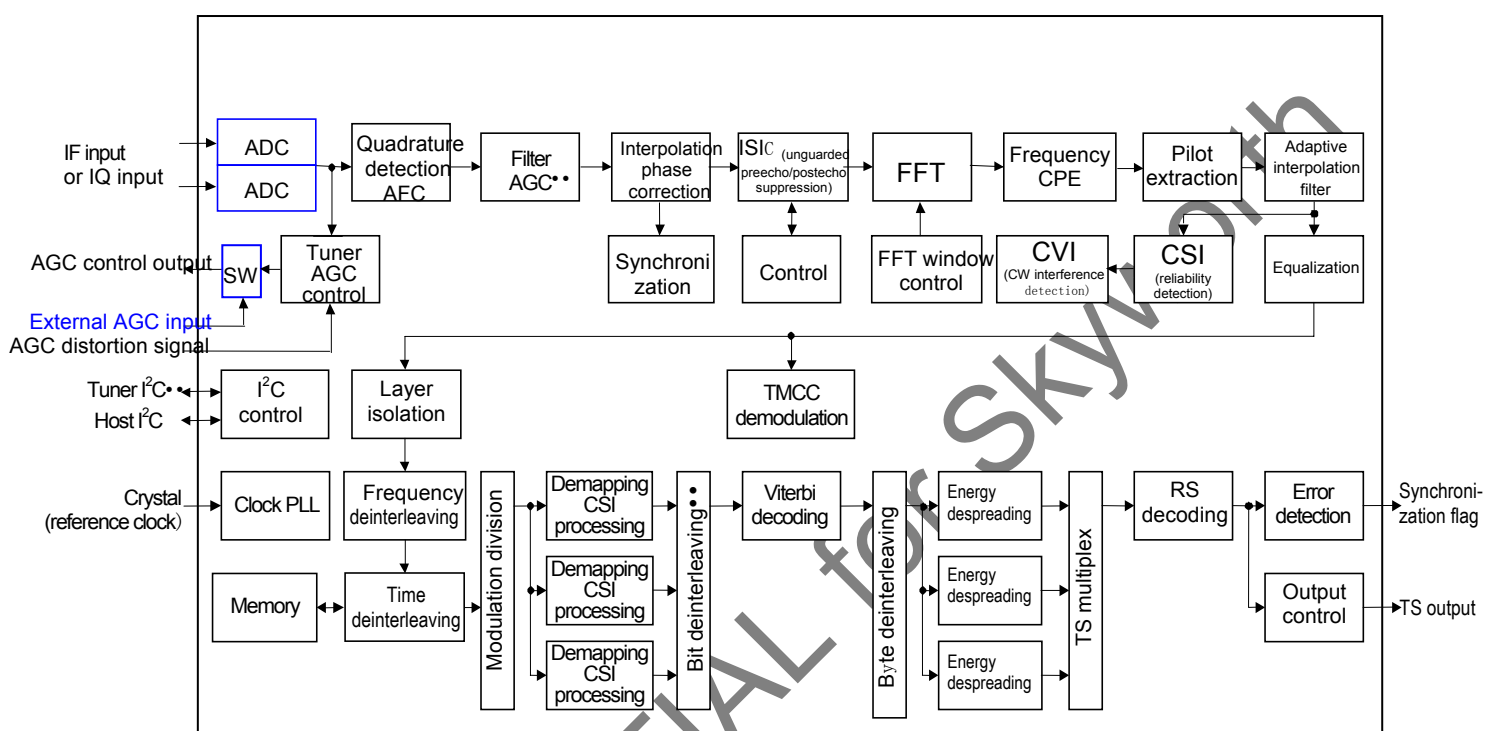 IF input
or IQ input
ADC
ADC
Quadrature
detection
AFC
Filter
AGC••
Interpolation
phase
correction
ISIC (unguarded
preecho/postecho
suppression)
FFT
Frequency
CPE
Pilot
extraction
Adaptive
interpolation
filter
AGC control output
SW
Tuner
AGC
control
Synchroni
zation
Control
FFT window
control
CVI
(CW interference
detection)
CSI
(reliability
detection)
Equalization
External AGC input
AGC distortion signal
Tuner I²C••
Host I²C
I²C
control
Layer
isolation
TMCC
demodulation
Crystal
(reference clock)
Clock PLL
Frequency
deinterleaving
Memory
Time
deinterleaving
Modulation division
Demapping
CSI
processing
Demapping
CSI
processing
Demapping
CSI
processing
Bit deinterleaving••
Viterbi
decoding
Byte deinterleaving
Energy
despreading
Energy
despreading
Energy
despreading
TS multiplex
RS
decoding
Error
detection
Output
control
Synchroni-
zation flag
TS output
TIAL for Skyworth